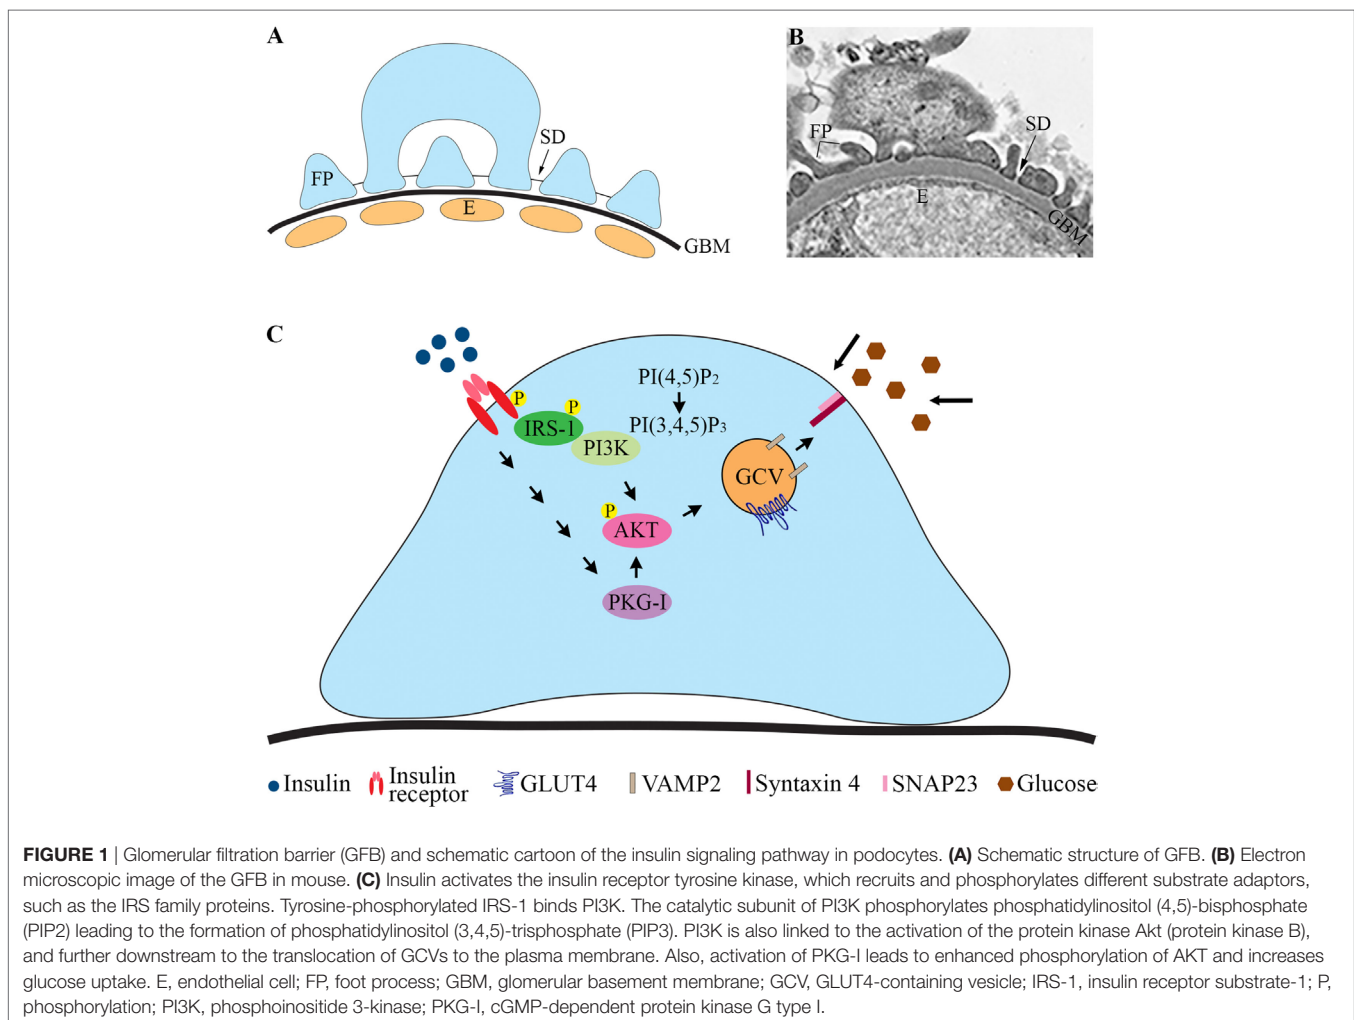 A
SD
FP
E
GBM
B
FP
SD
E
GBM
C
P
P
IRS-1
PI3K
PI(4,5)P2
PI(3,4,5)P3
GCV
P
AKT
PKG-I
Insulin
Insulin
receptor
GLUT4
VAMP2
Syntaxin 4
SNAP23
Glucose
FIGURE 1 | Glomerular filtration barrier (GFB) and schematic cartoon of the insulin signaling pathway in podocytes. (A) Schematic structure of GFB. (B) Electron
microscopic image of the GFB in mouse. (C) Insulin activates the insulin receptor tyrosine kinase, which recruits and phosphorylates different substrate adaptors,
such as the IRS family proteins. Tyrosine-phosphorylated IRS-1 binds PI3K. The catalytic subunit of PI3K phosphorylates phosphatidylinositol (4,5)-bisphosphate
(PIP2) leading to the formation of phosphatidylinositol (3,4,5)-trisphosphate (PIP3). PI3K is also linked to the activation of the protein kinase Akt (protein kinase B),
and further downstream to the translocation of GCVs to the plasma membrane. Also, activation of PKG-I leads to enhanced phosphorylation of AKT and increases
glucose uptake. E, endothelial cell; FP, foot process; GBM, glomerular basement membrane; GCV, GLUT4-containing vesicle; IRS-1, insulin receptor substrate-1; P,
phosphorylation; PI3K, phosphoinositide 3-kinase; PKG-I, cGMP-dependent protein kinase G type I.